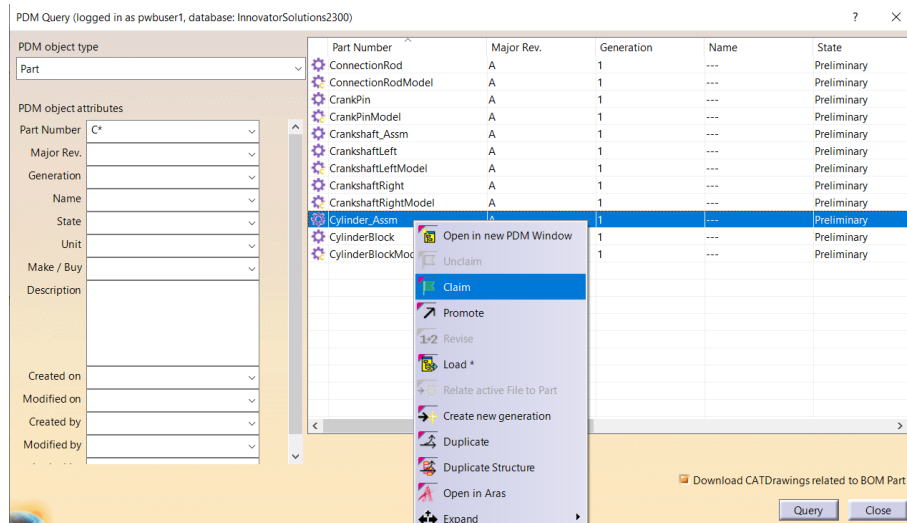 PDM Query (logged in as pwbuser1, database: InnovatorSolutions2300)
? ×
PDM object type
Part
PDM object attributes
Part Number C*
Major Rev.
Generation
Name
State
Unit
Make / Buy
Description
Created on
Modified on
Created by
Modified by
Part Number Major Rev. Generation Name State
ConnectionRod A 1 --- Preliminary
ConnectionRodModel A 1 --- Preliminary
CrankPin A 1 --- Preliminary
CrankPinModel A 1 --- Preliminary
Crankshaft_Assm A 1 --- Preliminary
CrankshaftLeft A 1 --- Preliminary
CrankshaftLeftModel A 1 --- Preliminary
CrankshaftRight A 1 --- Preliminary
CrankshaftRightModel A 1 --- Preliminary
Cylinder_Assm A 1 --- Preliminary
CylinderBlock 1 --- Preliminary
CylinderBlockMod 1 --- Preliminary
Open in new PDM Window
Unclaim
Claim
Promote
1→2 Revise
Load *
Relate active File to Part
Create new generation
Duplicate
Duplicate Structure
Open in Aras
Expand
Download CATDrawings related to BOM Part
Query Close